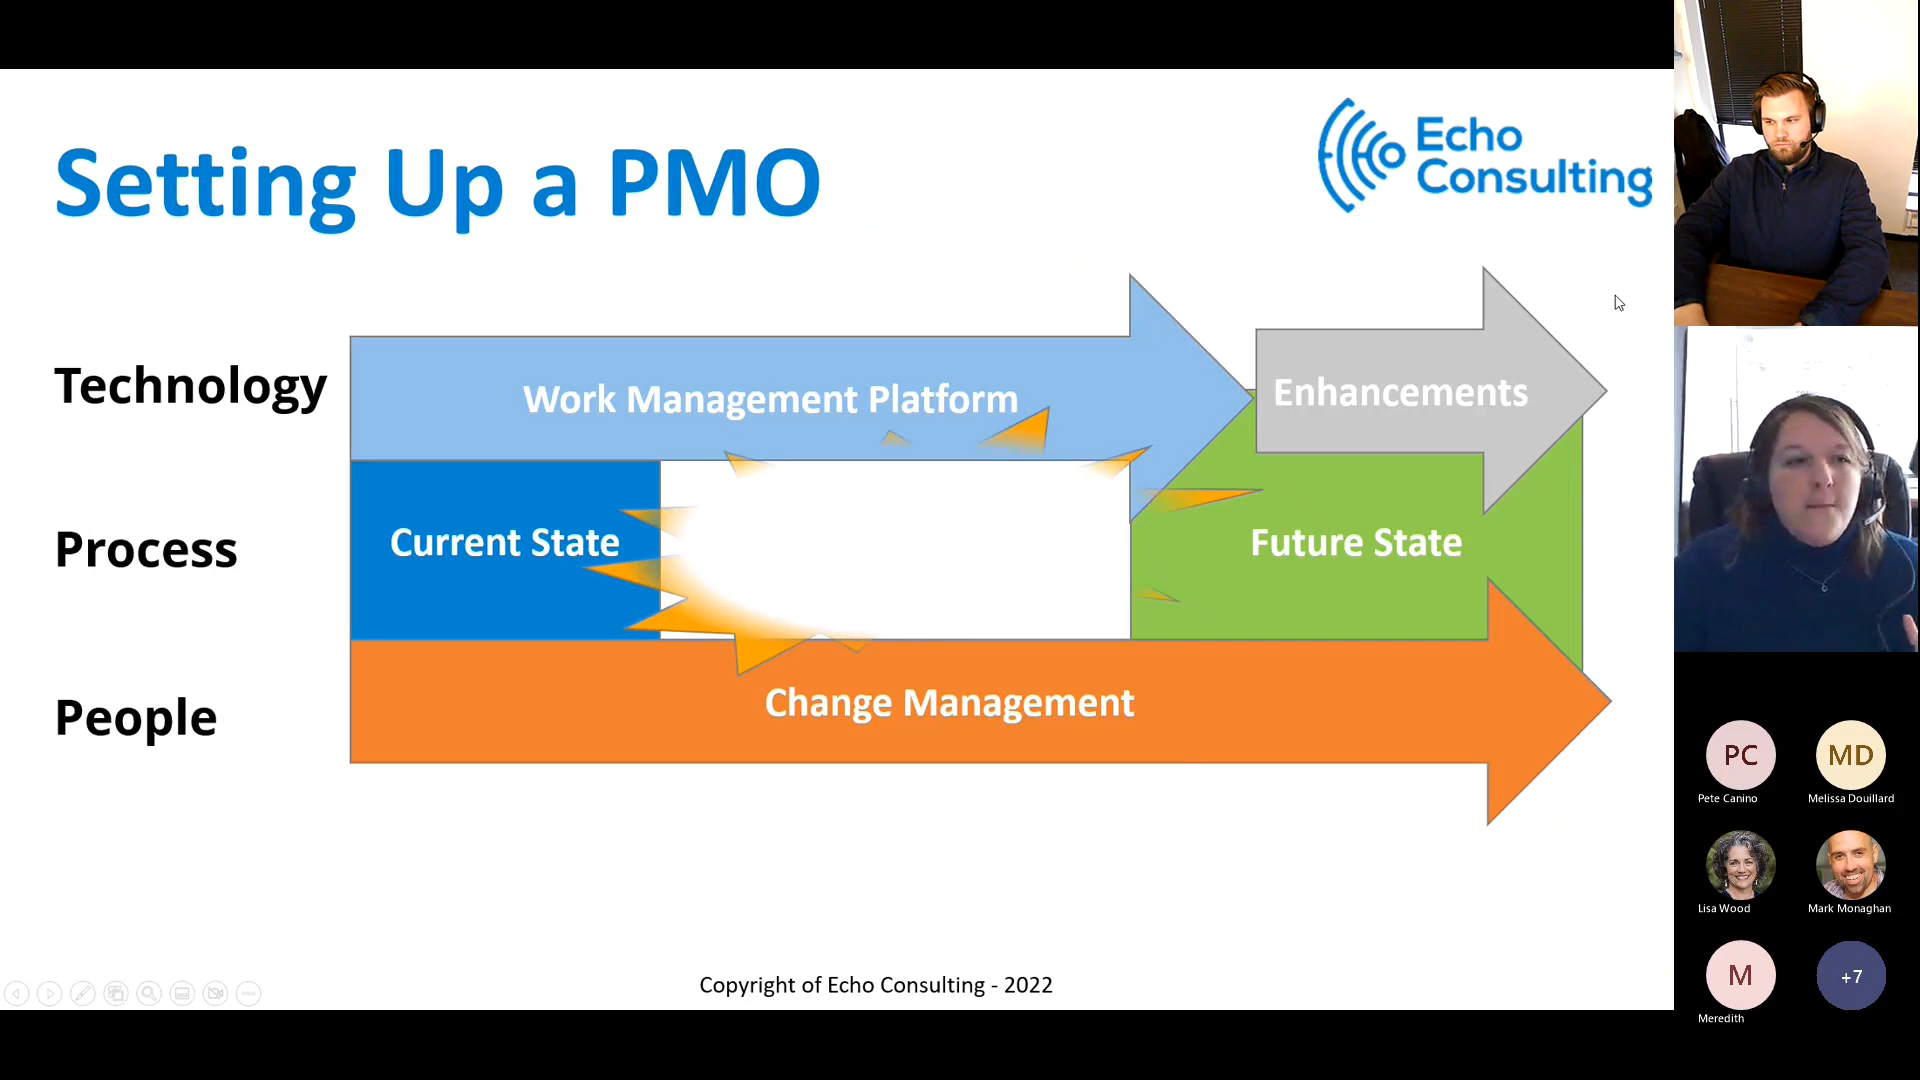 Setting Up a PMO
Echo
Consulting
Technology
Work Management Platform
Enhancements
Process
Current State
Future State
People
Change Management
Copyright of Echo Consulting - 2022
PC
Pete Canino
MD
Melissa Douillard
Lisa Wood
Mark Monaghan
M
Meredith
+7